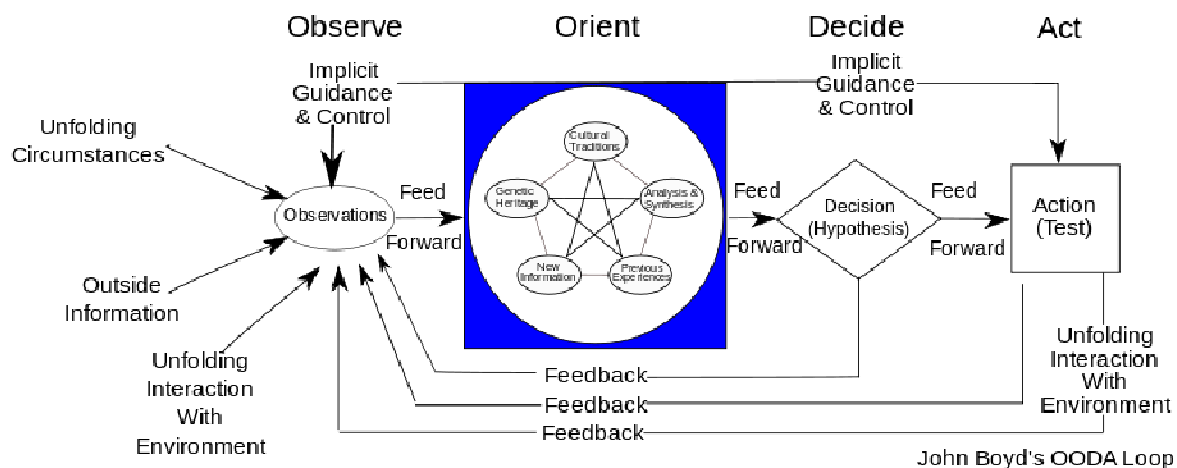 Observe
Orient
Decide
Act
Implicit
Guidance
& Control
Implicit
Guidance
& Control
Unfolding
Circumstances
Observations
Outside
Information
Unfolding
Interaction
With
Environment
Feed
Forward
Cultural
Traditions
Genetic
Heritage
Analysis &
Synthesis
New
Information
Previous
Experiences
Feed
Forward
Decision
(Hypothesis)
Feed
Forward
Action
(Test)
Unfolding
Interaction
With
Environment
Feedback
Feedback
Feedback
John Boyd's OODA Loop